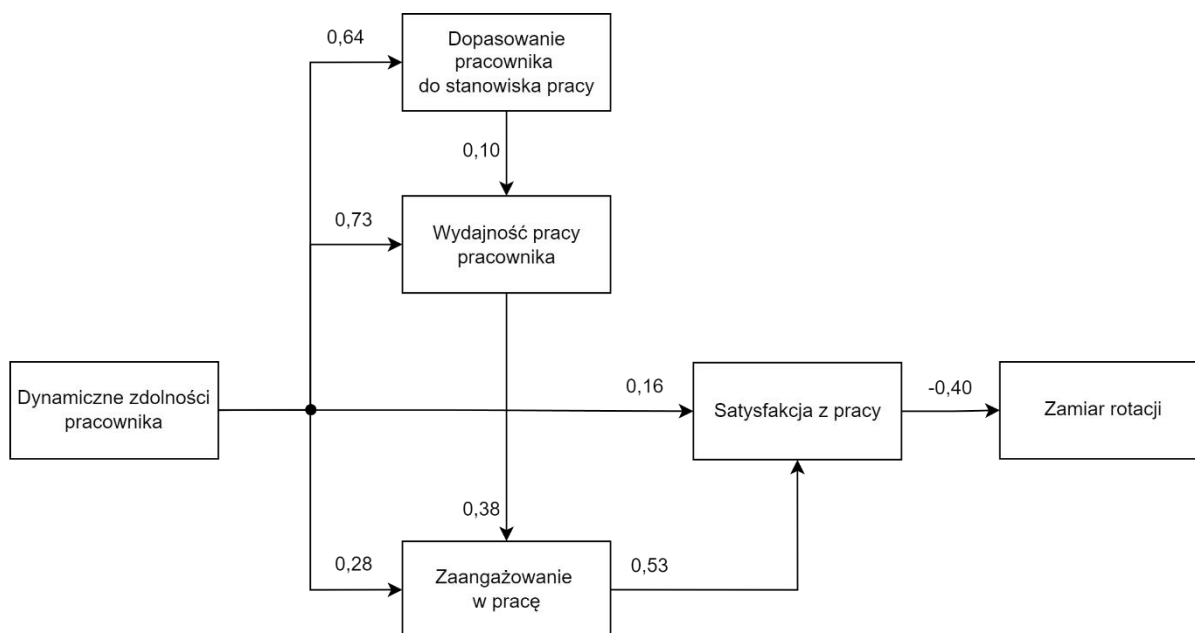 0,64
Dopasowanie
pracownika
do stanowiska pracy
0,10
0,73
Wydajność pracy
pracownika
Dynamiczne zdolności
pracownika
0,16
Satysfakcja z pracy
-0,40
Zamiar rotacji
0,38
0,28
Zaangażowanie
w pracę
0,53